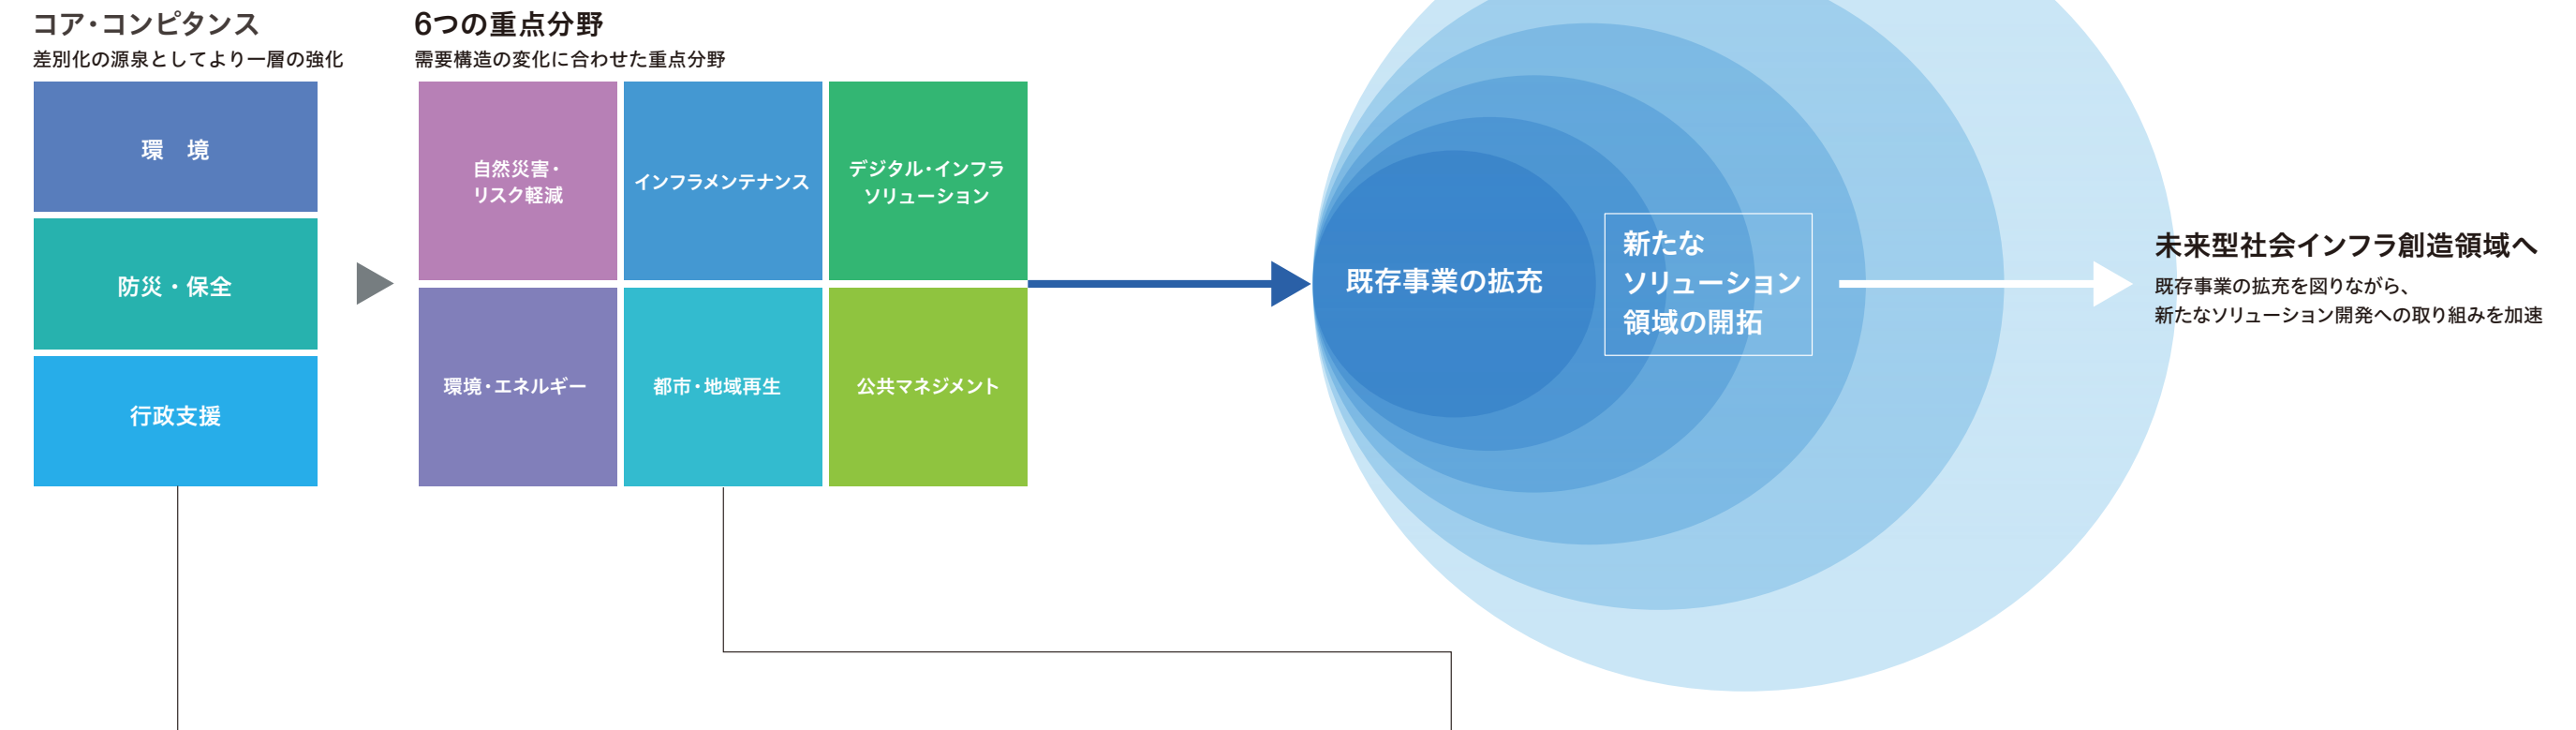 コア・コンピタンス
差別化の源泉としてより一層の強化
環　境
防災・保全
行政支援
6つの重点分野
需要構造の変化に合わせた重点分野
自然災害・
リスク軽減
インフラメンテナンス
デジタル・インフラ
ソリューション
環境・エネルギー
都市・地域再生
公共マネジメント
既存事業の拡充
新たな
ソリューション
領域の開拓
未来型社会インフラ創造領域へ
既存事業の拡充を図りながら、
新たなソリューション開発への取り組みを加速